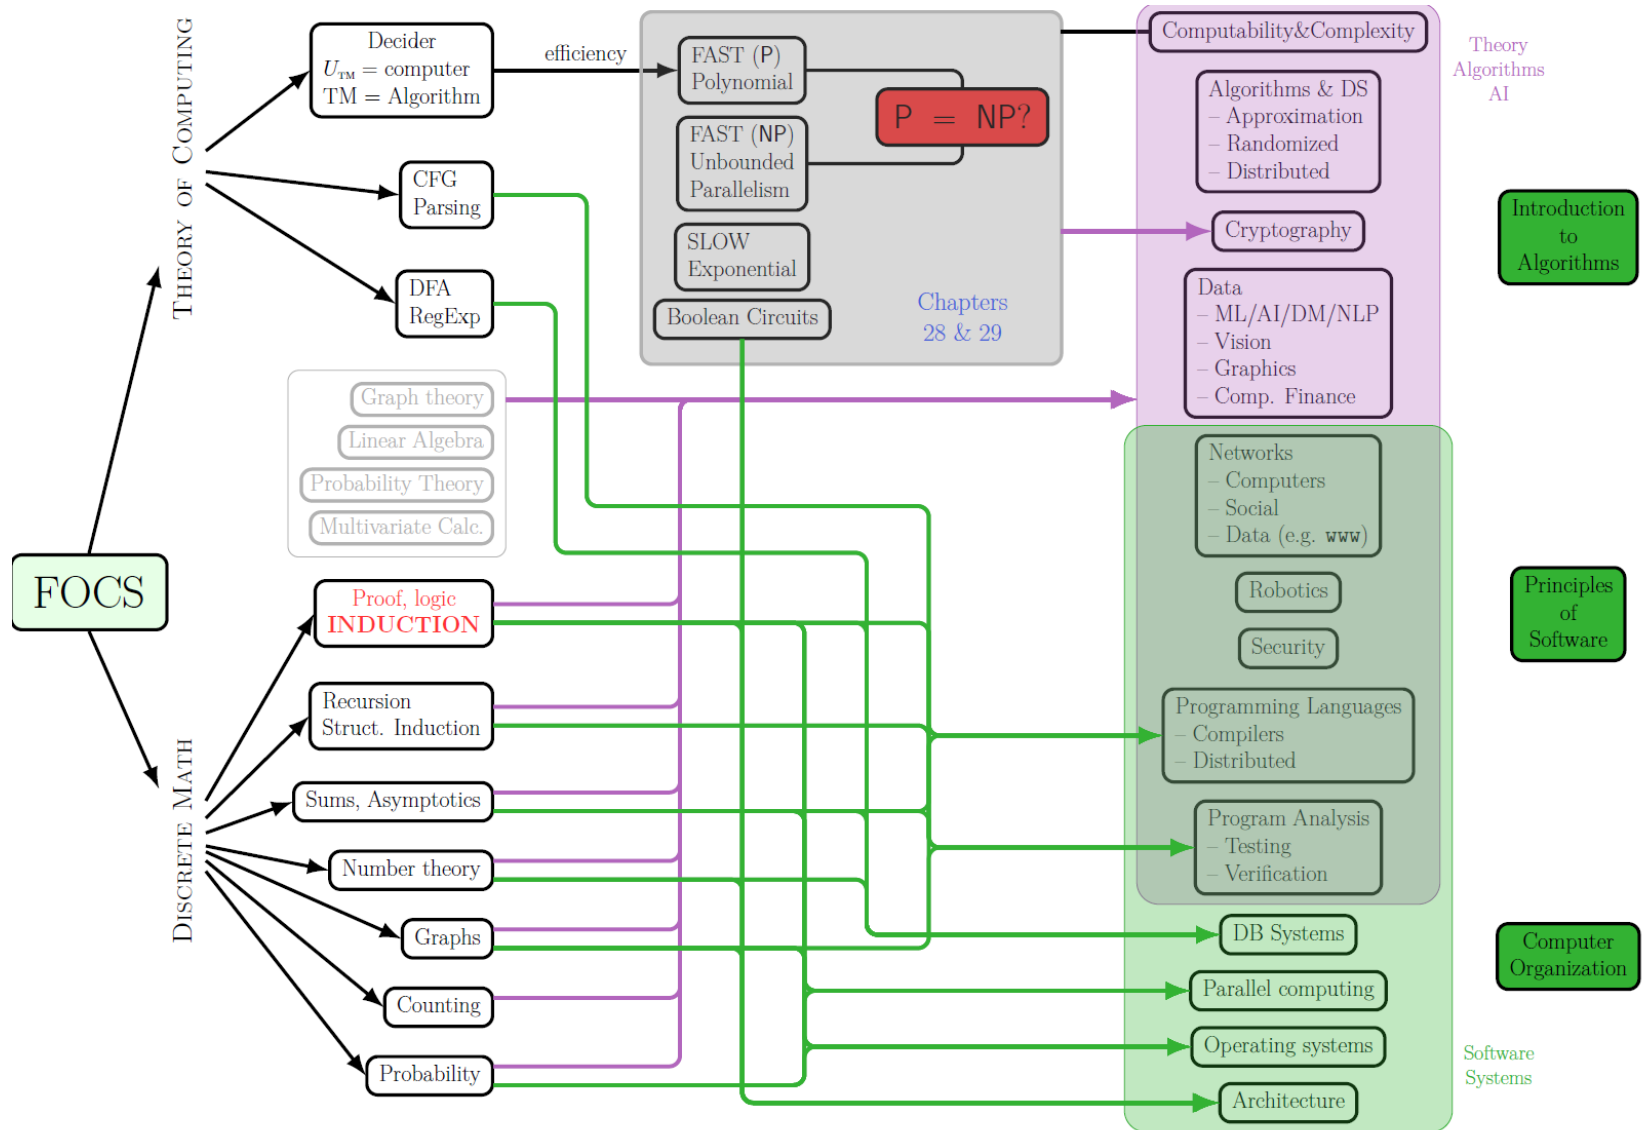 THEORY OF COMPUTING
Decider
U_TM = computer
TM = Algorithm
efficiency
CFG
Parsing
DFA
RegExp
FAST (P)
Polynomial
FAST (NP)
Unbounded
Parallelism
SLOW
Exponential
Boolean Circuits
P = NP?
Chapters
28 & 29
Graph theory
Linear Algebra
Probability Theory
Multivariate Calc.
FOCS
DISCRETE MATH
Proof, logic
INDUCTION
Recursion
Struct. Induction
Sums, Asymptotics
Number theory
Graphs
Counting
Probability
Computability&Complexity
Algorithms & DS
– Approximation
– Randomized
– Distributed
Cryptography
Data
– ML/AI/DM/NLP
– Vision
– Graphics
– Comp. Finance
Networks
– Computers
– Social
– Data (e.g. www)
Robotics
Security
Programming Languages
– Compilers
– Distributed
Program Analysis
– Testing
– Verification
DB Systems
Parallel computing
Operating systems
Architecture
Theory
Algorithms
AI
Introduction
to
Algorithms
Principles
of
Software
Computer
Organization
Software
Systems